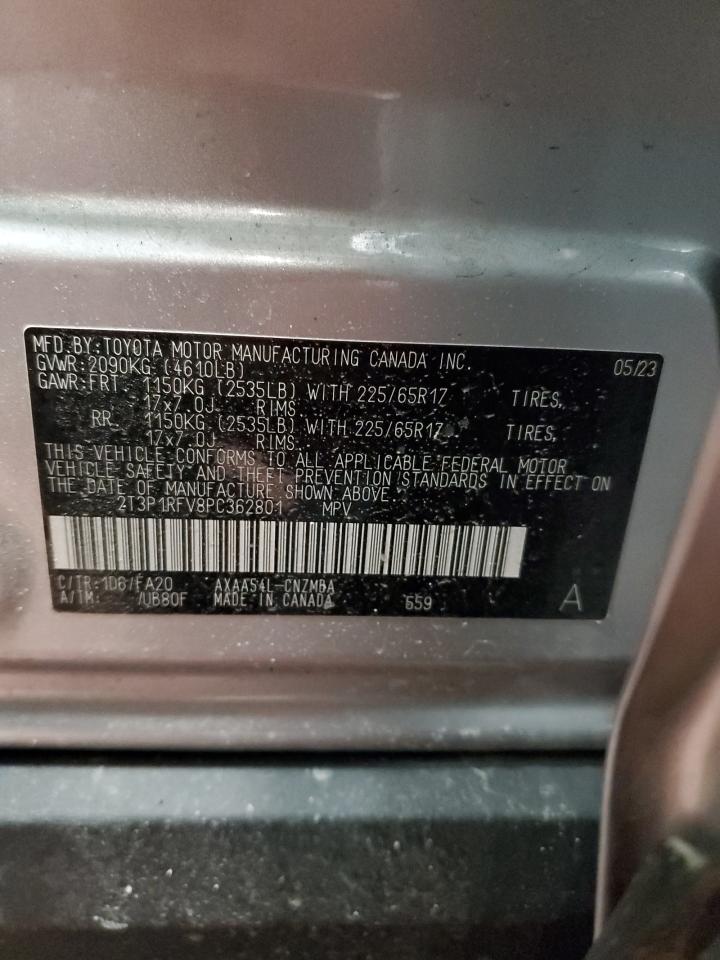 MFD.BY:TOYOTA MOTOR MANUFACTURING CANADA INC. 05/23
GVWR:2090KG (4610LB)
GAWR:FRT. 1150KG (2535LB) WITH 225/65R17 TIRES,
17x7.0J RIMS.
RR. 1150KG (2535LB) WITH 225/65R17 TIRES,
17x7.0J RIMS.
THIS VEHICLE CONFORMS TO ALL APPLICABLE FEDERAL MOTOR
VEHICLE SAFETY AND THEFT PREVENTION STANDARDS IN EFFECT ON
THE DATE OF MANUFACTURE SHOWN ABOVE.
2T3P1RFV8PC362801 MPV
C/TR:1D6/FA20 AXAA54L-CNZMBA
A/TM: /UB80F MADE IN CANADA 559 A